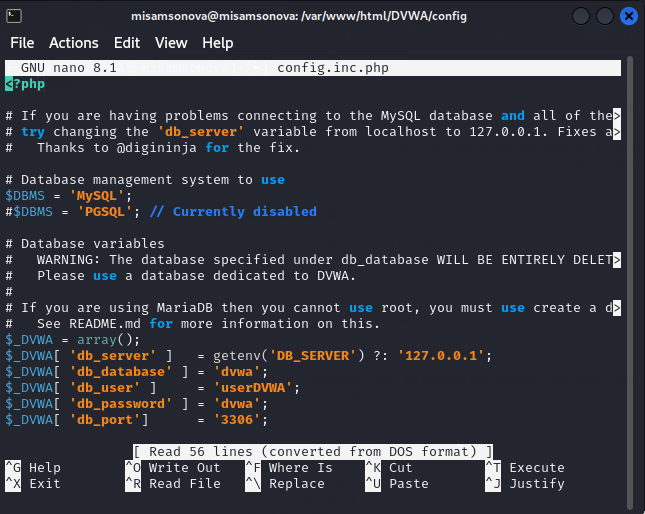 misamsonova@misamsonova: /var/www/html/DVWA/config
File Actions Edit View Help
GNU nano 8.1 config.inc.php
<?php
# If you are having problems connecting to the MySQL database and all of the>
# try changing the 'db_server' variable from localhost to 127.0.0.1. Fixes a>
#   Thanks to @digininja for the fix.
# Database management system to use
$DBMS = 'MySQL';
#$DBMS = 'PGSQL'; // Currently disabled
# Database variables
#   WARNING: The database specified under db_database WILL BE ENTIRELY DELET>
#   Please use a database dedicated to DVWA.
#
# If you are using MariaDB then you cannot use root, you must use create a d>
#   See README.md for more information on this.
$_DVWA = array();
$_DVWA[ 'db_server' ]   = getenv('DB_SERVER') ?: '127.0.0.1';
$_DVWA[ 'db_database' ] = 'dvwa';
$_DVWA[ 'db_user' ]     = 'userDVWA';
$_DVWA[ 'db_password' ] = 'dvwa';
$_DVWA[ 'db_port']      = '3306';
[ Read 56 lines (converted from DOS format) ]
^G Help ^O Write Out ^F Where Is ^K Cut ^T Execute
^X Exit ^R Read File ^\ Replace ^U Paste ^J Justify